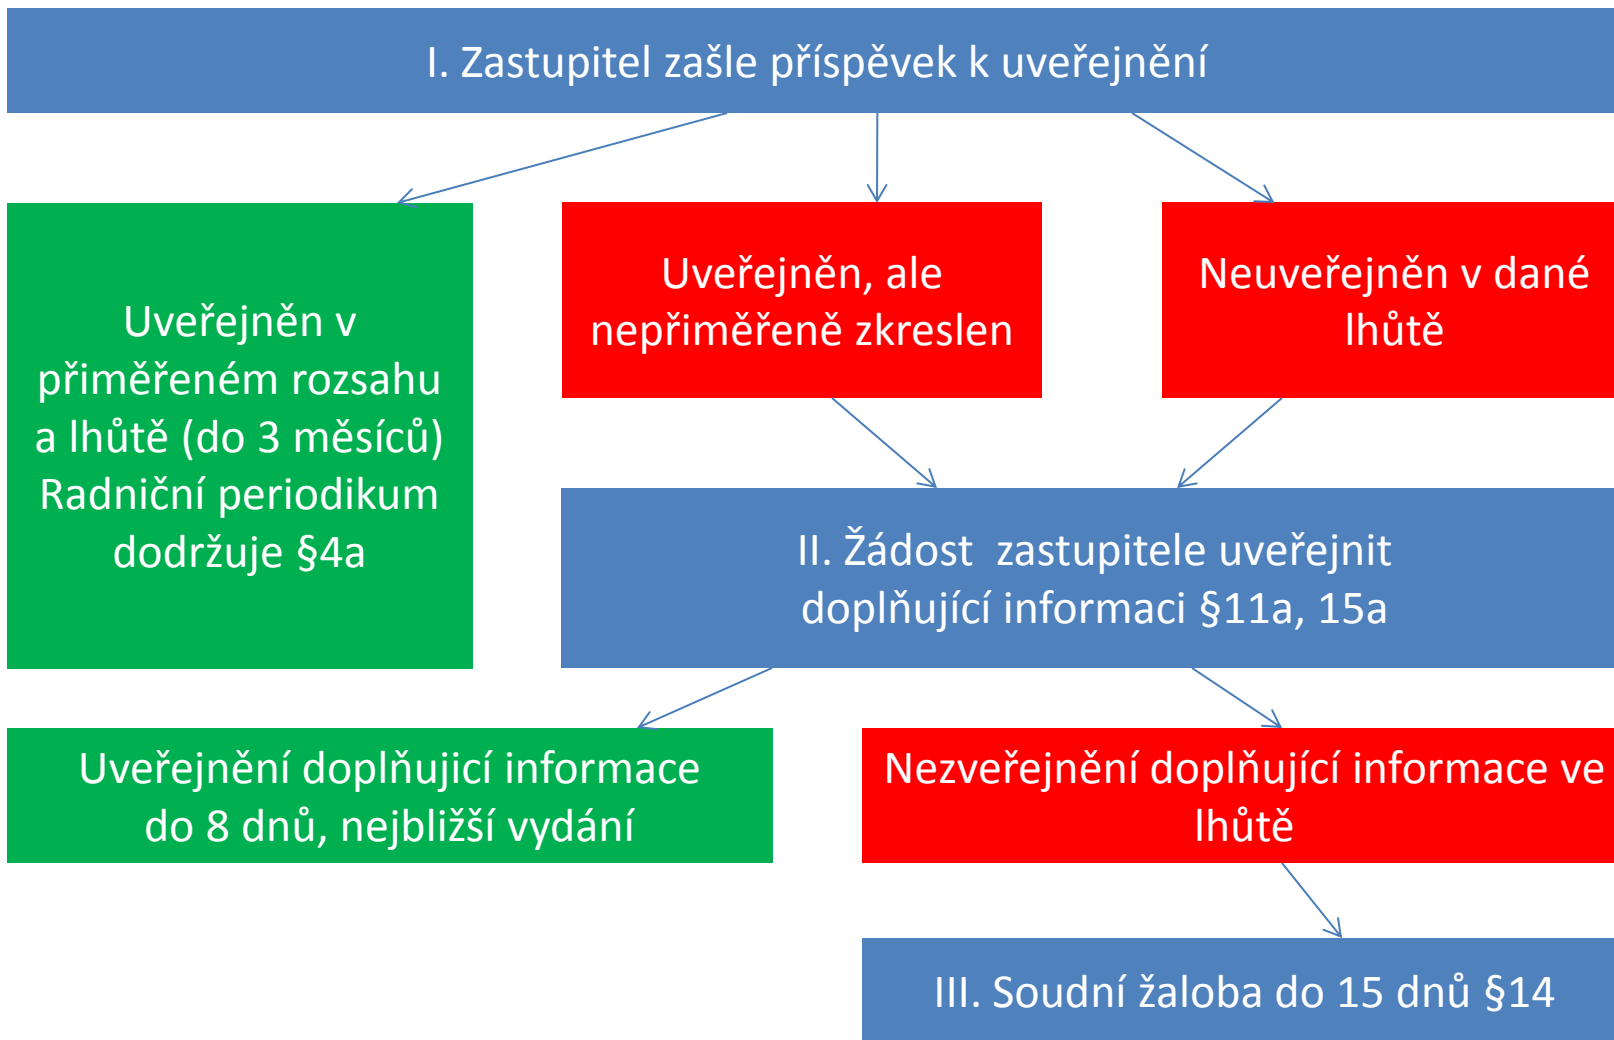 I. Zastupitel zašle příspěvek k uveřejnění
Uveřejněn v
přiměřeném rozsahu
a lhůtě (do 3 měsíců)
Radniční periodikum
dodržuje §4a
Uveřejněn, ale
nepřiměřeně zkreslen
Neuveřejněn v dané
lhůtě
II. Žádost  zastupitele uveřejnit
doplňující informaci §11a, 15a
Uveřejnění doplňujicí informace
do 8 dnů, nejbližší vydání
Nezveřejnění doplňující informace ve
lhůtě
III. Soudní žaloba do 15 dnů §14